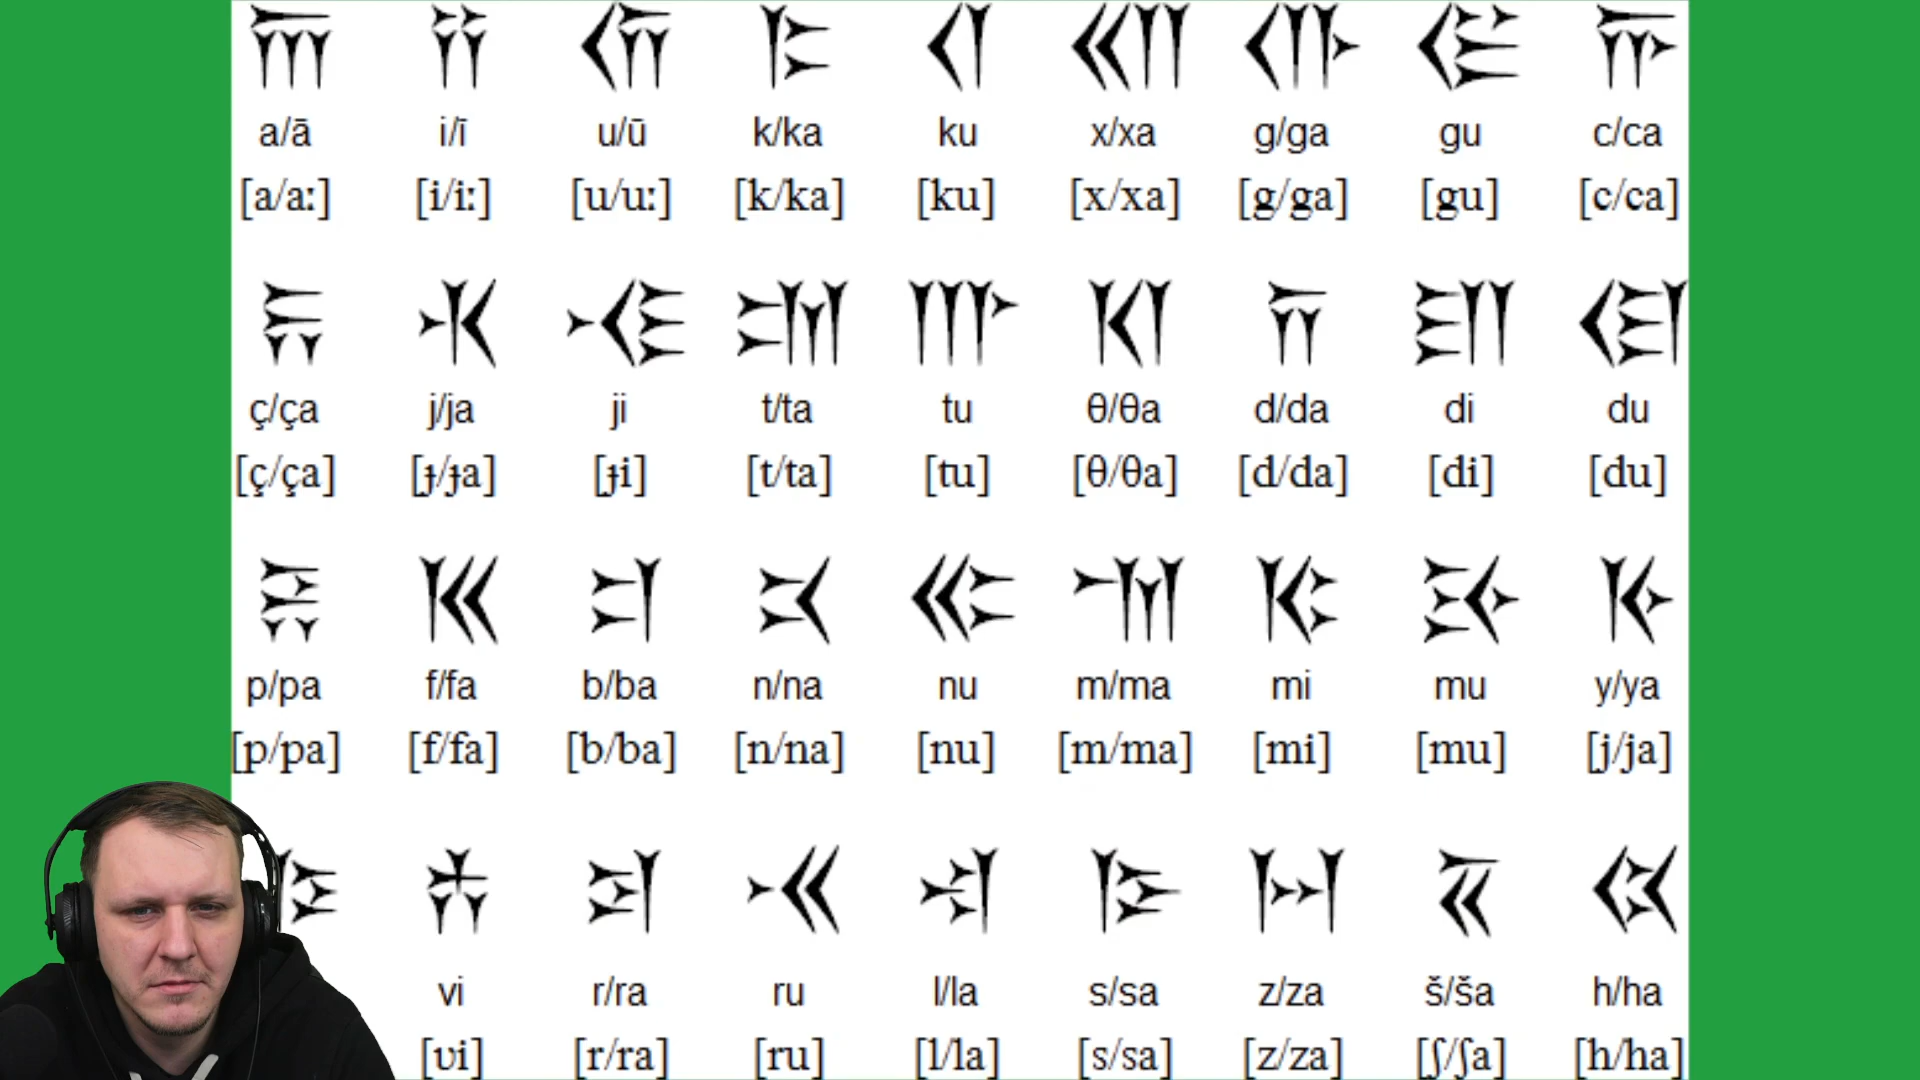 𐎠 𐎡 𐎢 𐎣 𐎤 𐎧 𐎥 𐎦 𐎨
a/ā i/ī u/ū k/ka ku x/xa g/ga gu c/ca
[a/aː] [i/iː] [u/uː] [k/ka] [ku] [x/xa] [g/ga] [gu] [c/ca]
𐏂 𐎩 𐎪 𐎫 𐎬 𐎰 𐎭 𐎮 𐎯
ç/ça j/ja ji t/ta tu θ/θa d/da di du
[ç/ça] [ɟ/ɟa] [ɟi] [t/ta] [tu] [θ/θa] [d/da] [di] [du]
𐎱 𐎳 𐎲 𐎴 𐎵 𐎶 𐎷 𐎸 𐎹
p/pa f/fa b/ba n/na nu m/ma mi mu y/ya
[p/pa] [f/fa] [b/ba] [n/na] [nu] [m/ma] [mi] [mu] [j/ja]
𐎻 𐎼 𐎽 𐎾 𐎿 𐏀 𐏁 𐏃
vi r/ra ru l/la s/sa z/za š/ša h/ha
[ʋi] [r/ra] [ru] [l/la] [s/sa] [z/za] [ʃ/ʃa] [h/ha]